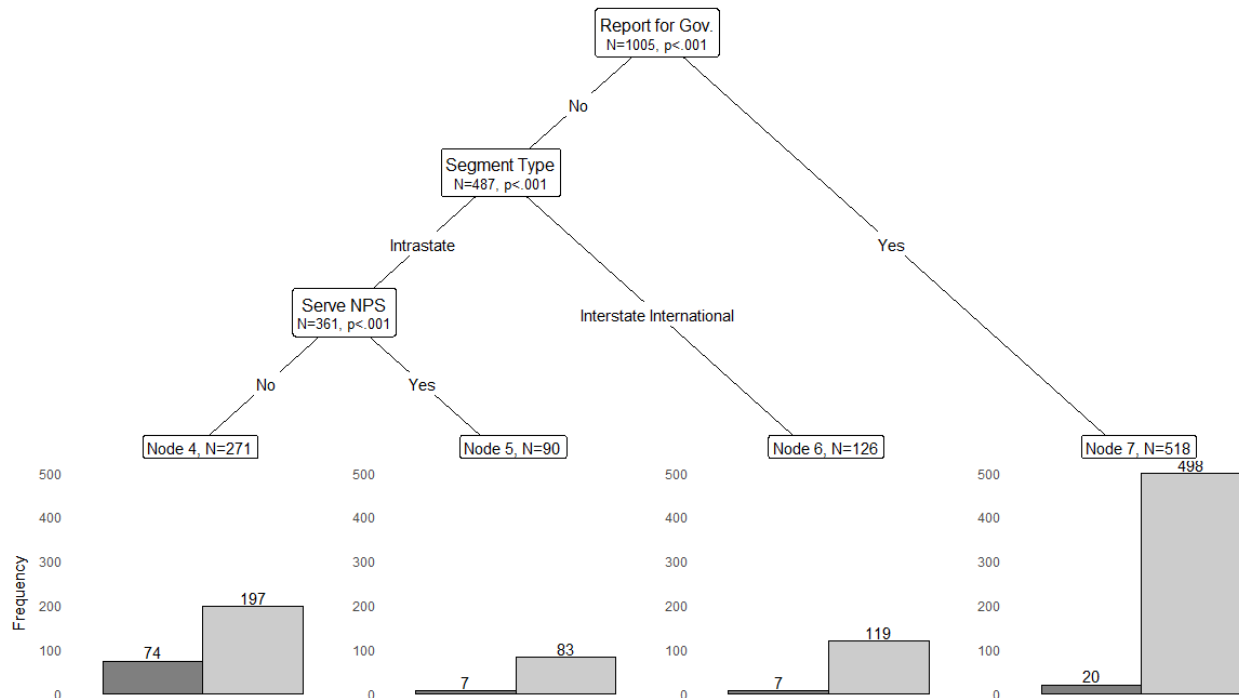 Report for Gov.
N=1005, p<.001
No
Segment Type
N=487, p<.001
Intrastate
Yes
Serve NPS
N=361, p<.001
Interstate International
No
Yes
Node 4, N=271
Node 5, N=90
Node 6, N=126
Node 7, N=518
Frequency
500
400
300
200
100
0
74
197
500
400
300
200
100
0
7
83
500
400
300
200
100
0
7
119
500
400
300
200
100
0
20
498